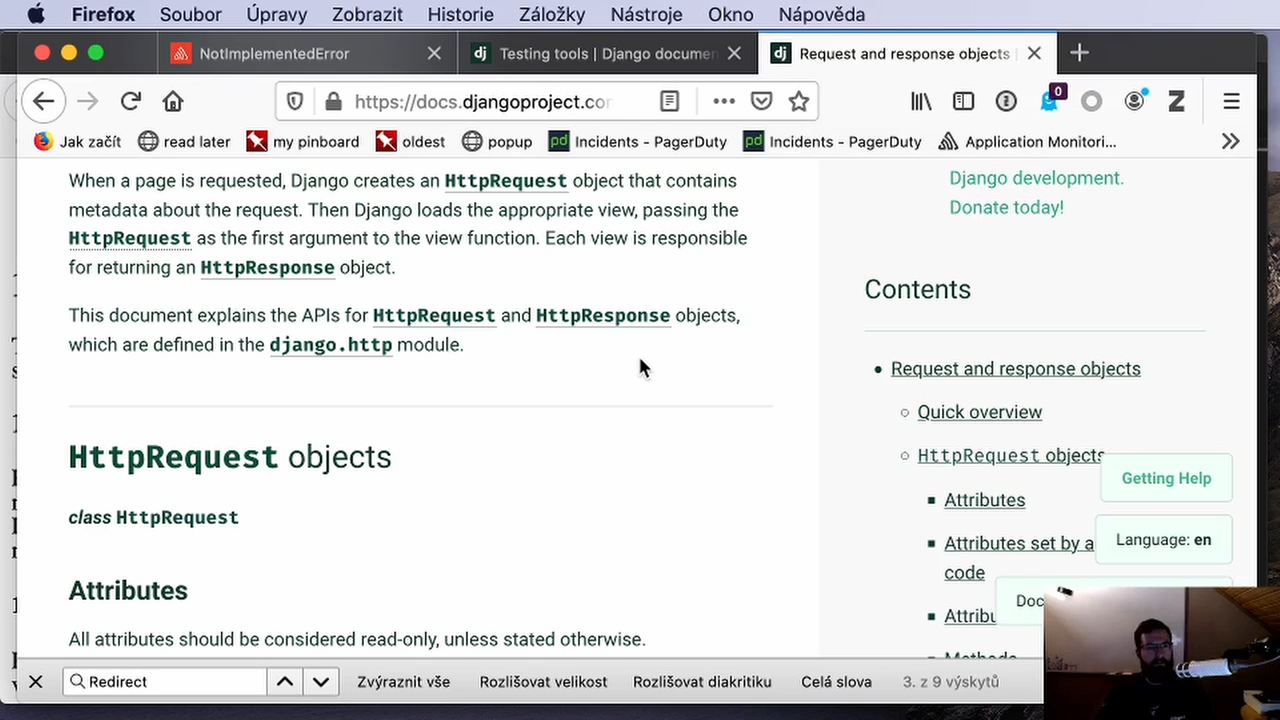 Firefox Soubor Úpravy Zobrazit Historie Záložky Nástroje Okno Nápověda
NotImplementedError
Testing tools | Django documen
Request and response objects |
https://docs.djangoproject.co
0
Jak začít read later my pinboard oldest popup Incidents - PagerDuty Incidents - PagerDuty Application Monitori...
When a page is requested, Django creates an HttpRequest object that contains
metadata about the request. Then Django loads the appropriate view, passing the
HttpRequest as the first argument to the view function. Each view is responsible
for returning an HttpResponse object.
This document explains the APIs for HttpRequest and HttpResponse objects,
which are defined in the django.http module.
HttpRequest objects
class HttpRequest
Attributes
All attributes should be considered read-only, unless stated otherwise.
Django development.
Donate today!
Contents
Request and response objects
Quick overview
HttpRequest objects
Attributes
Attributes set by a
code
Attribu
Methods
Getting Help
Language: en
Doc
Redirect
Zvýraznit vše Rozlišovat velikost Rozlišovat diakritiku Celá slova 3. z 9 výskytů